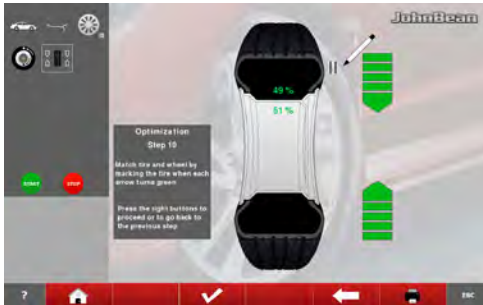 JohnBean
49 %
51 %
Optimization
Step 10
Match tire and wheel by
marking the tire when each
arrow turns green
Press the right buttons to
proceed or to go back to
the previous step
START
STOP
?
ESC